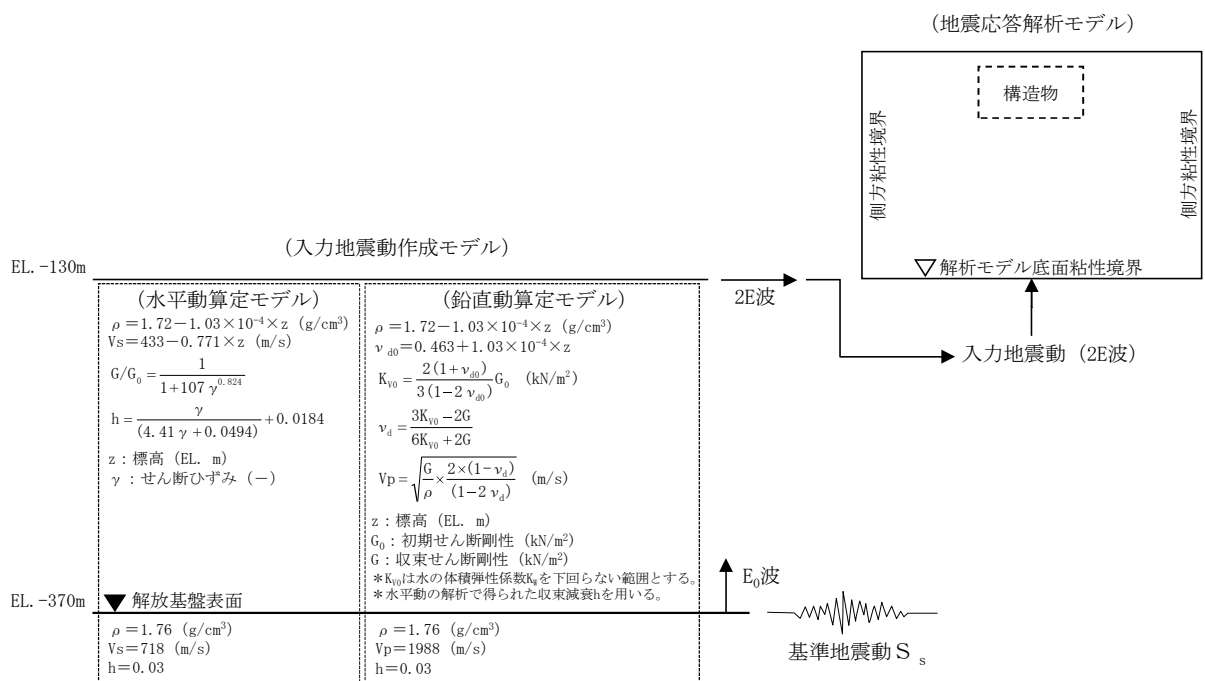 (地震応答解析モデル)
構造物
側方粘性境界
側方粘性境界
▽解析モデル底面粘性境界
(入力地震動作成モデル)
EL.-130m
2E波
入力地震動（2E波）
(水平動算定モデル)
ρ=1.72-1.03×10⁻⁴×z (g/cm³)
Vs=433-0.771×z (m/s)
G/G₀=1/(1+107γ^0.824)
h=γ/(4.41γ+0.0494)+0.0184
z：標高（EL. m）
γ：せん断ひずみ（－）
(鉛直動算定モデル)
ρ=1.72-1.03×10⁻⁴×z (g/cm³)
ν_d0=0.463+1.03×10⁻⁴×z
K_V0=2(1+ν_d0)/3(1-2ν_d0) G₀ (kN/m²)
ν_d=(3K_V0-2G)/(6K_V0+2G)
Vp=√(G/ρ×2×(1-ν_d)/(1-2ν_d)) (m/s)
z：標高（EL. m）
G₀：初期せん断剛性（kN/m²）
G：収束せん断剛性（kN/m²）
＊K_V0は水の体積弾性係数K_Wを下回らない範囲とする。
＊水平動の解析で得られた収束減衰hを用いる。
E₀波
EL.-370m
▼解放基盤表面
ρ=1.76 (g/cm³)
Vs=718 (m/s)
h=0.03
ρ=1.76 (g/cm³)
Vp=1988 (m/s)
h=0.03
基準地震動Ｓs